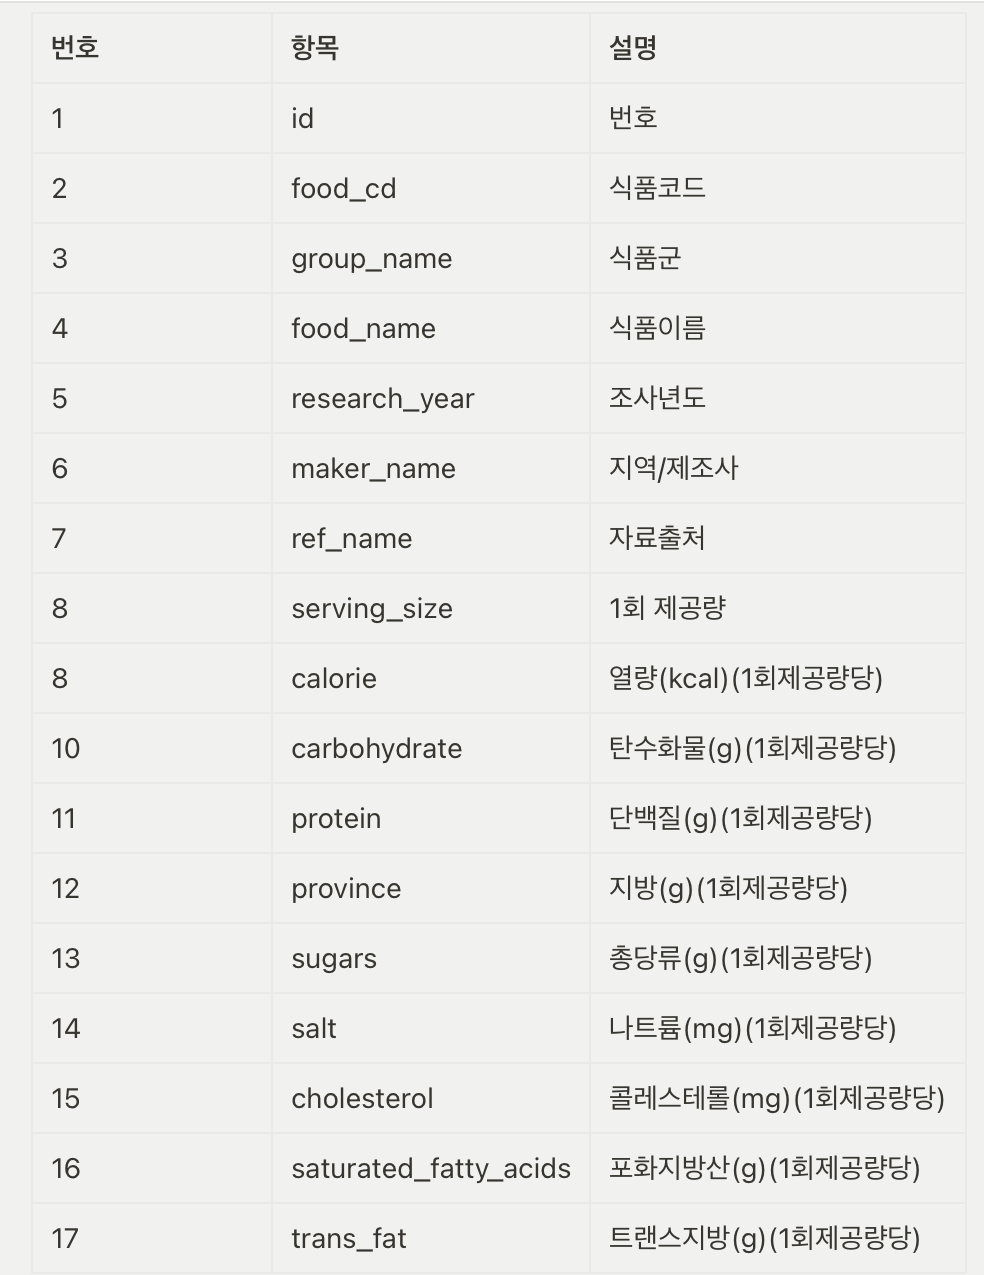 번호 항목 설명
1 id 번호
2 food_cd 식품코드
3 group_name 식품군
4 food_name 식품이름
5 research_year 조사년도
6 maker_name 지역/제조사
7 ref_name 자료출처
8 serving_size 1회 제공량
8 calorie 열량(kcal)(1회제공량당)
10 carbohydrate 탄수화물(g)(1회제공량당)
11 protein 단백질(g)(1회제공량당)
12 province 지방(g)(1회제공량당)
13 sugars 총당류(g)(1회제공량당)
14 salt 나트륨(mg)(1회제공량당)
15 cholesterol 콜레스테롤(mg)(1회제공량당)
16 saturated_fatty_acids 포화지방산(g)(1회제공량당)
17 trans_fat 트랜스지방(g)(1회제공량당)